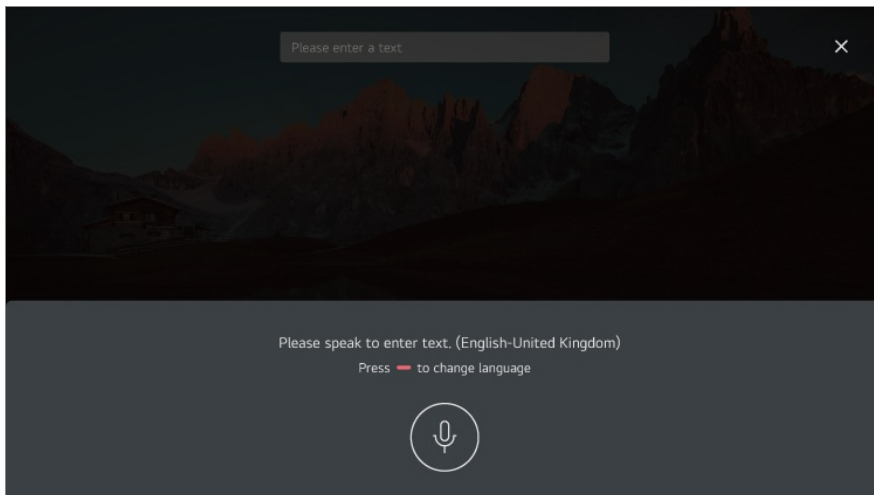 Please enter a text
Please speak to enter text. (English-United Kingdom)
Press to change language